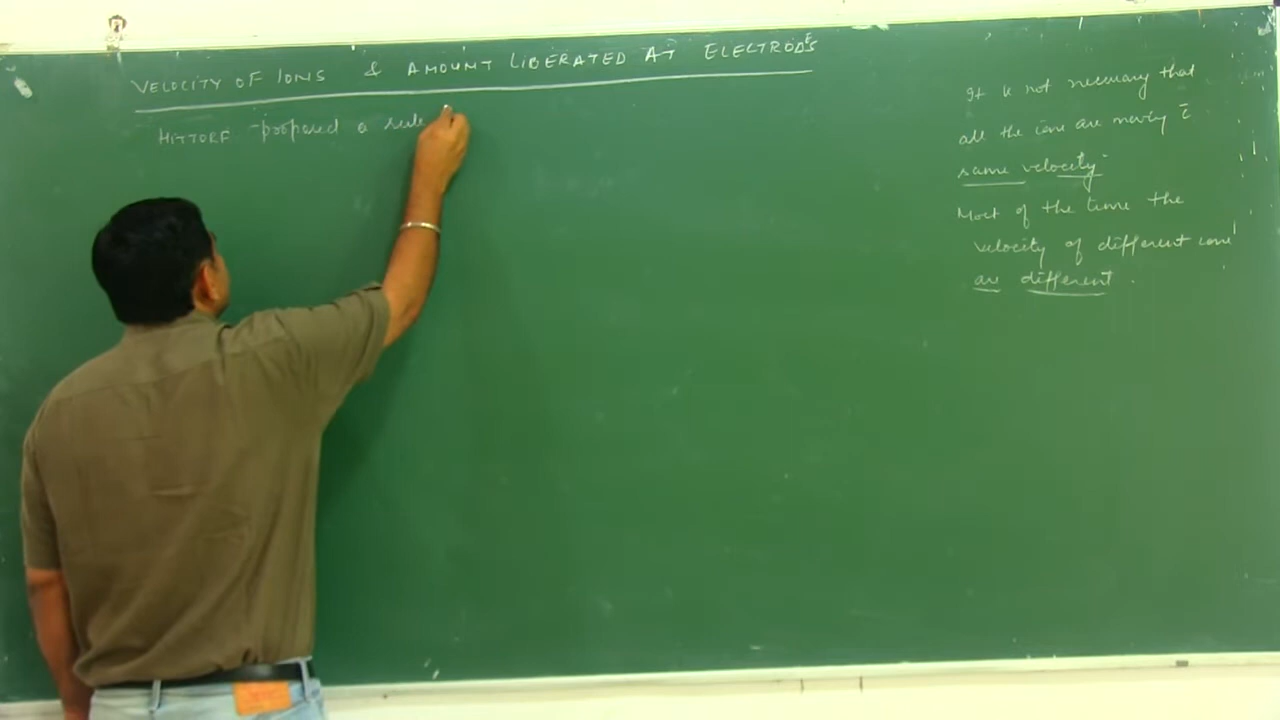 VELOCITY OF IONS & AMOUNT LIBERATED AT ELECTRODES
HITTORF proposed a rule
It is not necessary that
all the ions are moving c̄
same velocity.
Most of the time the
velocity of different ions
are different.